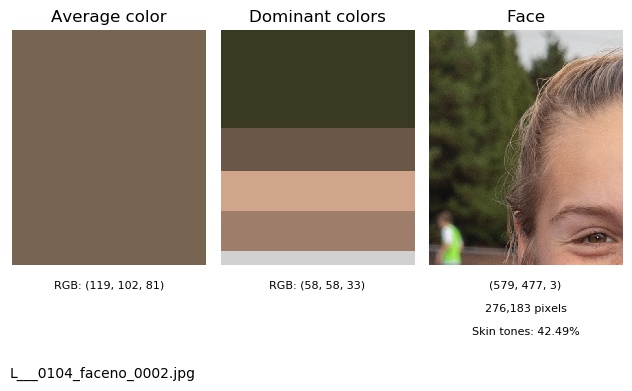 Average color
Dominant colors
Face
RGB: (119, 102, 81)
RGB: (58, 58, 33)
(579, 477, 3)
276,183 pixels
Skin tones: 42.49%
L___0104_faceno_0002.jpg